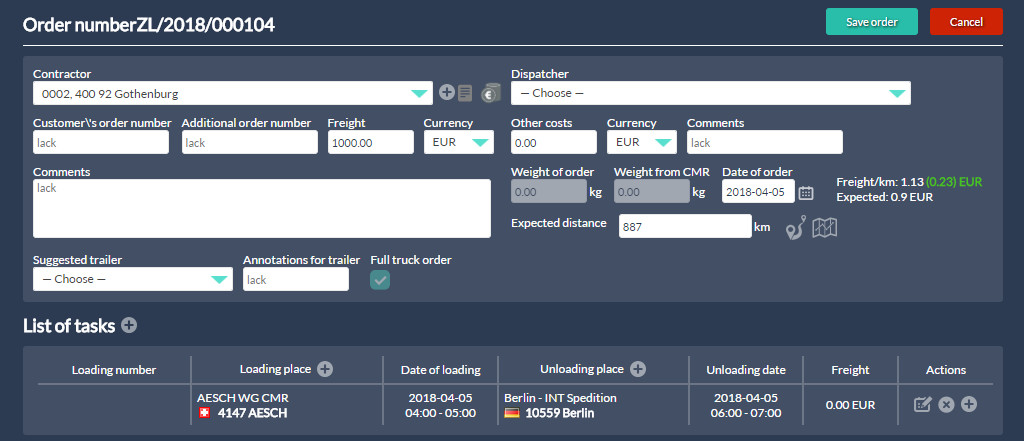 Order numberZL/2018/000104
Save order
Cancel
Contractor
Dispatcher
0002, 400 92 Gothenburg
— Choose —
Customer\'s order number
Additional order number
Freight
Currency
Other costs
Currency
Comments
lack
lack
1000.00
EUR
0.00
EUR
lack
Comments
Weight of order
Weight from CMR
Date of order
lack
0.00 kg
0.00 kg
2018-04-05
Freight/km: 1.13 (0.23) EUR
Expected: 0.9 EUR
Expected distance
887 km
Suggested trailer
Annotations for trailer
Full truck order
— Choose —
lack
List of tasks
Loading number
Loading place
Date of loading
Unloading place
Unloading date
Freight
Actions
AESCH WG CMR
4147 AESCH
2018-04-05
04:00 - 05:00
Berlin - INT Spedition
10559 Berlin
2018-04-05
06:00 - 07:00
0.00 EUR